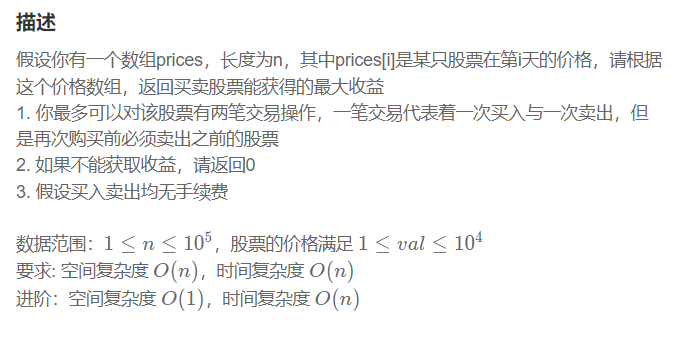 描述
假设你有一个数组prices，长度为n，其中prices[i]是某只股票在第i天的价格，请根据
这个价格数组，返回买卖股票能获得的最大收益
1. 你最多可以对该股票有两笔交易操作，一笔交易代表着一次买入与一次卖出，但
是再次购买前必须卖出之前的股票
2. 如果不能获取收益，请返回0
3. 假设买入卖出均无手续费
数据范围：1 ≤ n ≤ 10⁵，股票的价格满足 1 ≤ val ≤ 10⁴
要求: 空间复杂度 O(n)，时间复杂度 O(n)
进阶：空间复杂度 O(1)，时间复杂度 O(n)